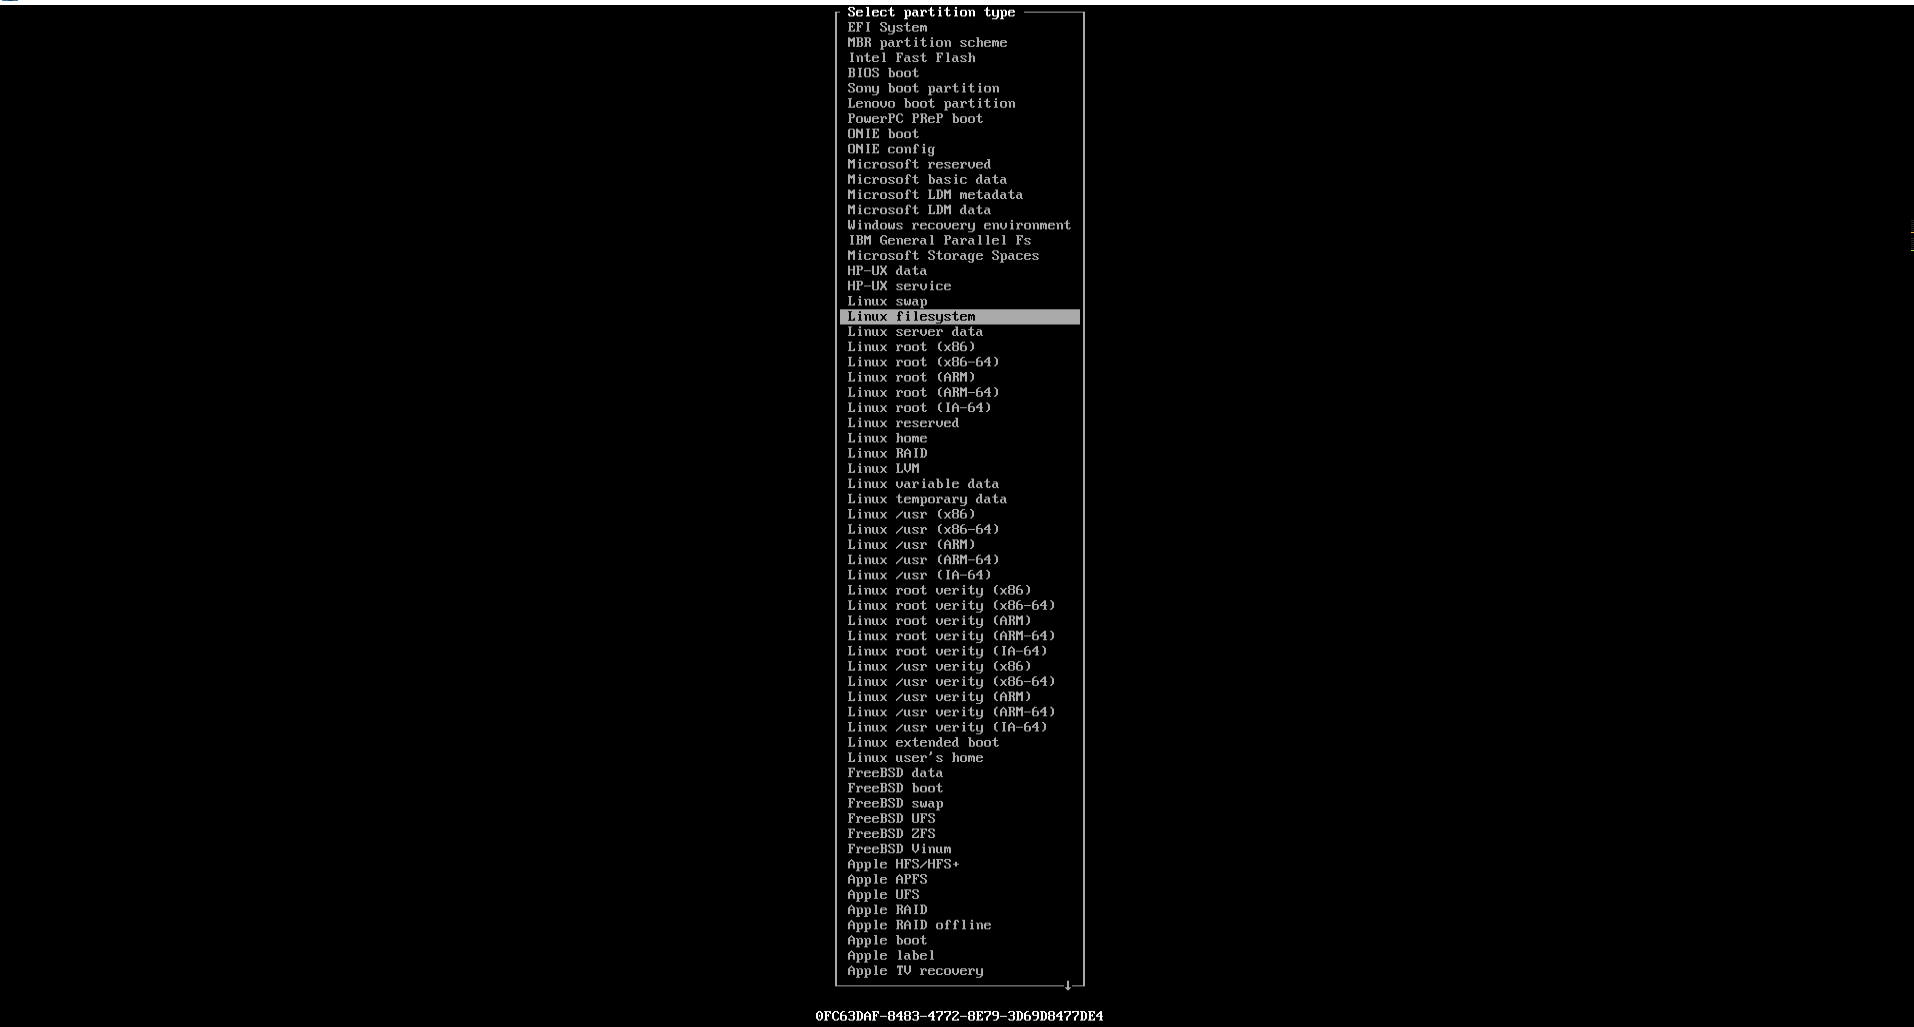 Select partition type
EFI System
MBR partition scheme
Intel Fast Flash
BIOS boot
Sony boot partition
Lenovo boot partition
PowerPC PReP boot
ONIE boot
ONIE config
Microsoft reserved
Microsoft basic data
Microsoft LDM metadata
Microsoft LDM data
Windows recovery environment
IBM General Parallel Fs
Microsoft Storage Spaces
HP-UX data
HP-UX service
Linux swap
Linux filesystem
Linux server data
Linux root (x86)
Linux root (x86-64)
Linux root (ARM)
Linux root (ARM-64)
Linux root (IA-64)
Linux reserved
Linux home
Linux RAID
Linux LVM
Linux variable data
Linux temporary data
Linux /usr (x86)
Linux /usr (x86-64)
Linux /usr (ARM)
Linux /usr (ARM-64)
Linux /usr (IA-64)
Linux root verity (x86)
Linux root verity (x86-64)
Linux root verity (ARM)
Linux root verity (ARM-64)
Linux root verity (IA-64)
Linux /usr verity (x86)
Linux /usr verity (x86-64)
Linux /usr verity (ARM)
Linux /usr verity (ARM-64)
Linux /usr verity (IA-64)
Linux extended boot
Linux user's home
FreeBSD data
FreeBSD boot
FreeBSD swap
FreeBSD UFS
FreeBSD ZFS
FreeBSD Vinum
Apple HFS/HFS+
Apple APFS
Apple UFS
Apple RAID
Apple RAID offline
Apple boot
Apple label
Apple TV recovery
0FC63DAF-8483-4772-8E79-3D69D8477DE4